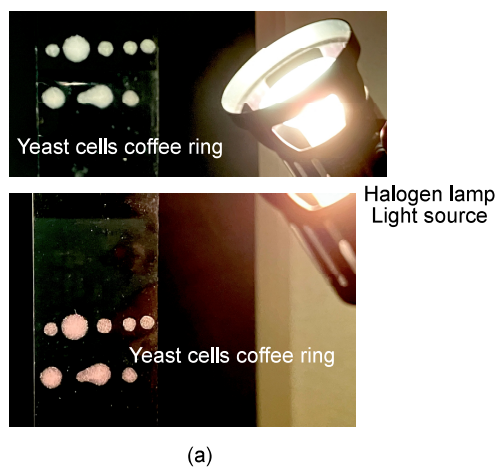 Yeast cells coffee ring
Halogen lamp
Light source
Yeast cells coffee ring
(a)